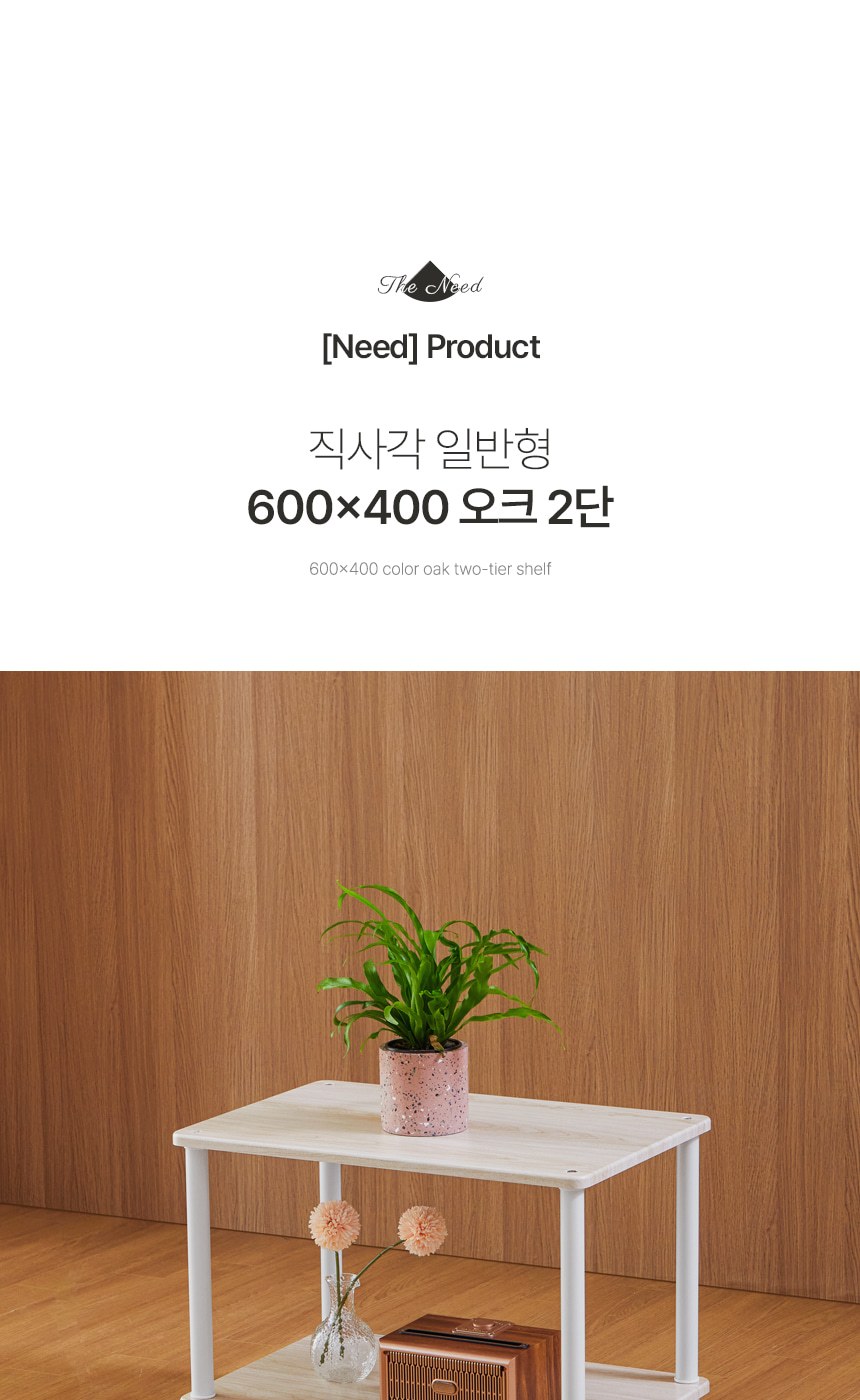 The Need
[Need] Product
직사각 일반형
600×400 오크 2단
600×400 color oak two-tier shelf